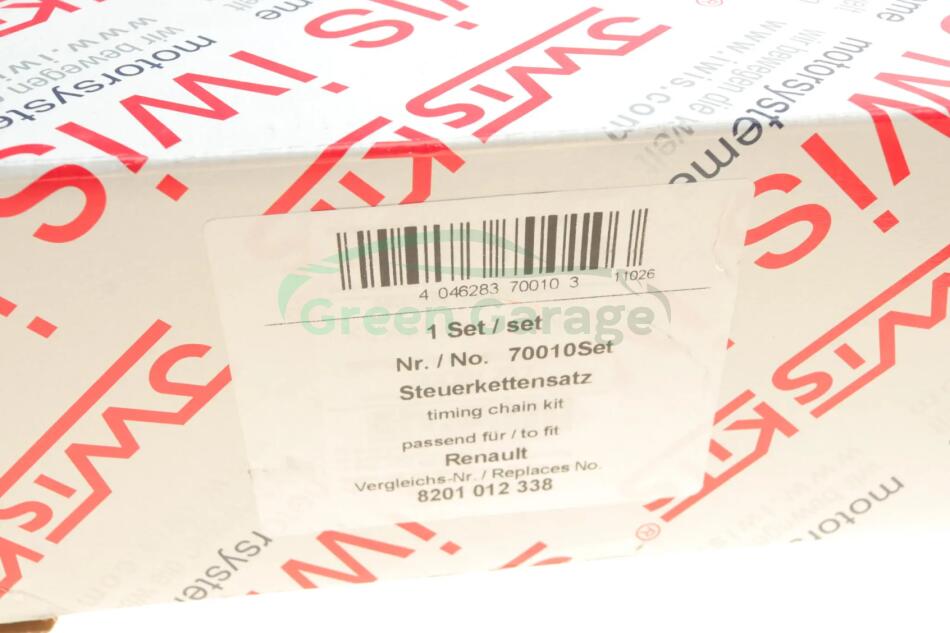 iwis
motorsysteme
wir bewegen die welt
www.iwis.com
JWIS KETTEN
4 046283 70010 3
11026
Green Garage
1 Set / set
Nr. / No. 70010Set
Steuerkettensatz
timing chain kit
passend für / to fit
Renault
Vergleichs-Nr. / Replaces No.
8201 012 338